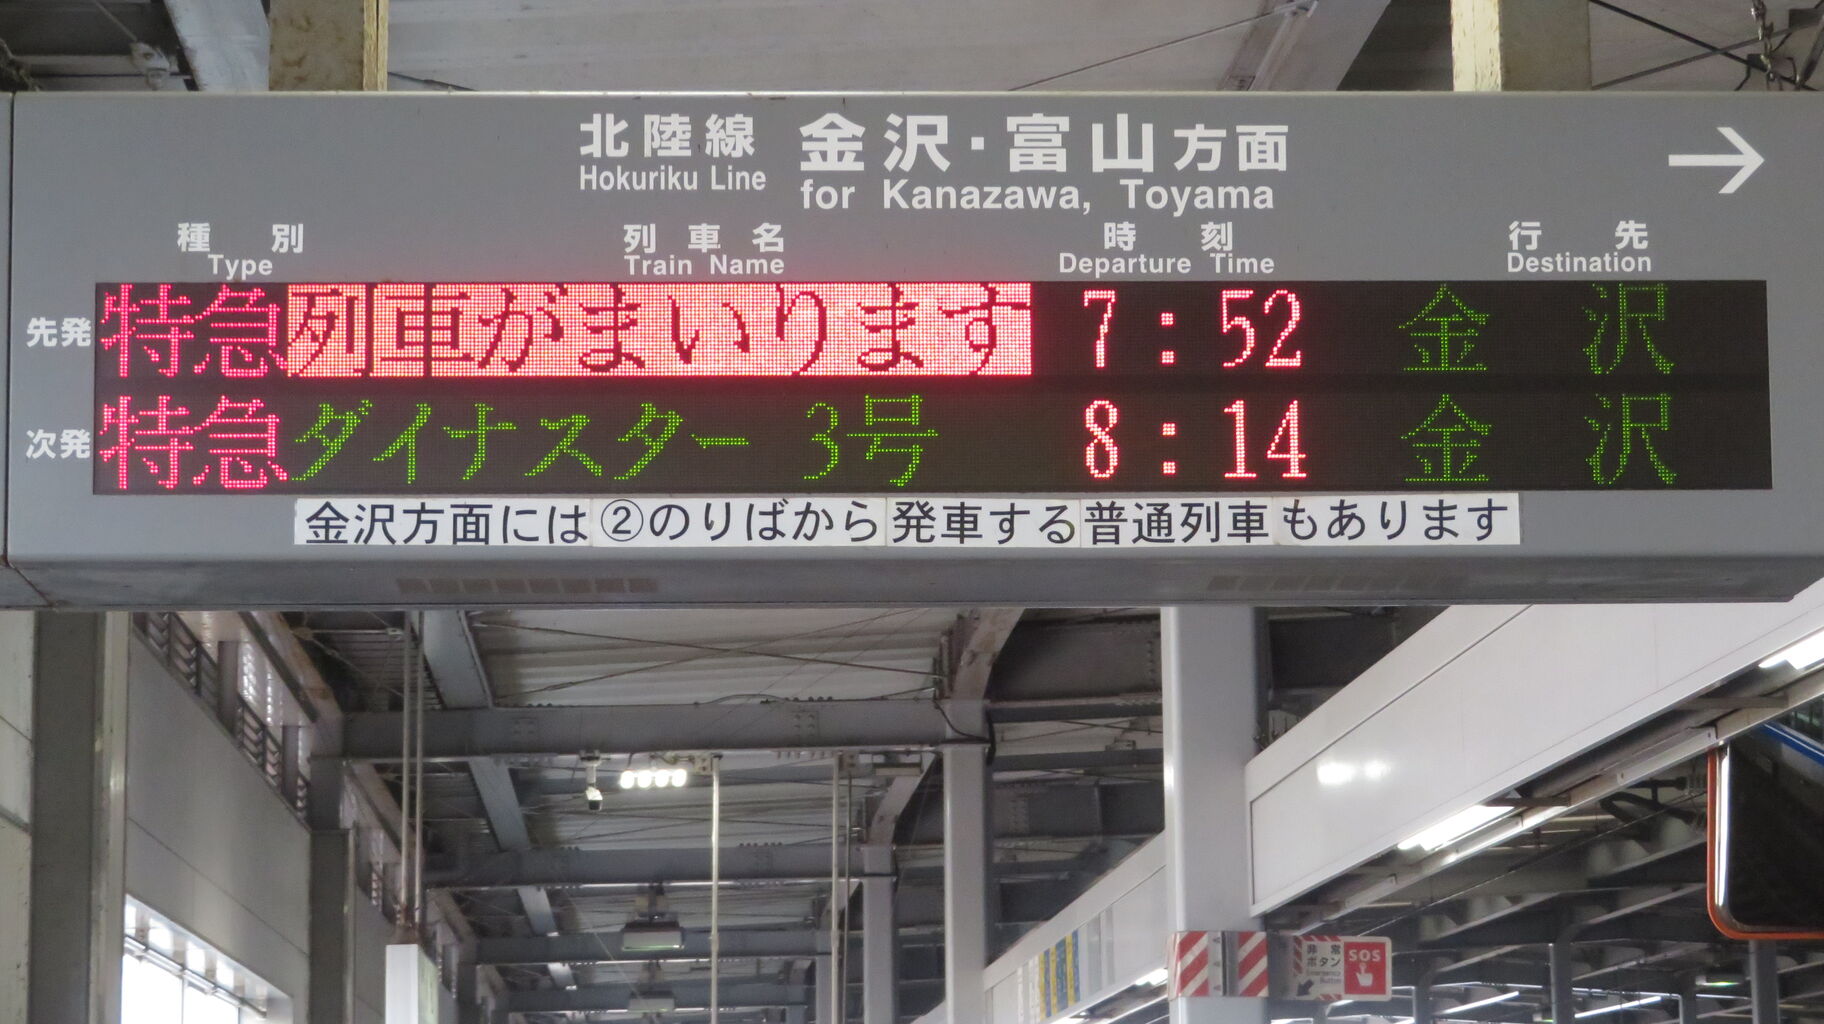 北陸線 金沢・富山方面
Hokuriku Line for Kanazawa, Toyama
種別 列車名 時刻 行先
Type Train Name Departure Time Destination
先発 特急 列車がまいります 7:52 金沢
次発 特急 ダイナスター 3号 8:14 金沢
金沢方面には②のりばから発車する普通列車もあります
非常ボタン
Emergency Button
SOS